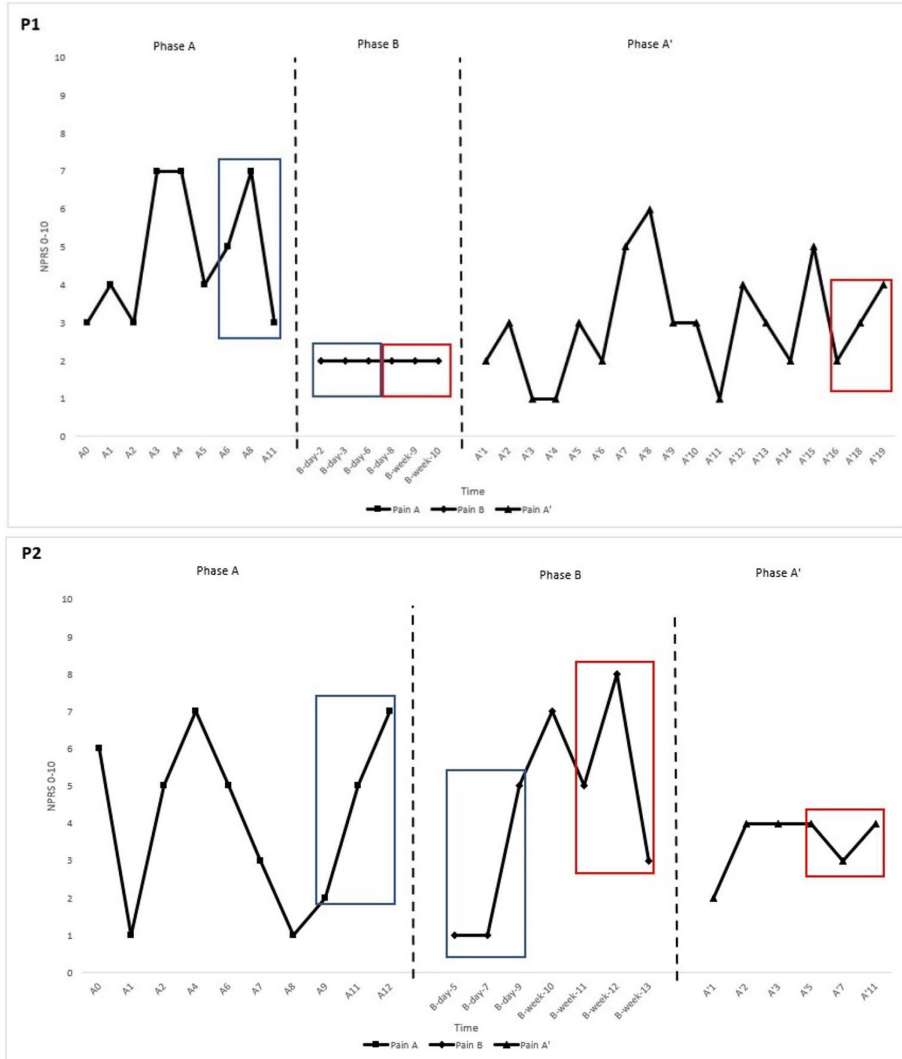 P1
Phase A Phase B Phase A'
10
9
8
7
6
5
4
3
2
1
0
NPRS 0-10
A0 A1 A2 A3 A4 A5 A6 A8 A11 B-day-2 B-day-3 B-day-6 B-day-8 B-week-9 B-week-10 A'1 A'2 A'3 A'4 A'5 A'6 A'7 A'8 A'9 A'10 A'11 A'12 A'13 A'14 A'15 A'16 A'18 A'19
Time
Pain A Pain B Pain A'
P2
Phase A Phase B Phase A'
10
9
8
7
6
5
4
3
2
1
0
NPRS 0-10
A0 A1 A2 A4 A6 A7 A8 A9 A11 A12 B-day-5 B-day-7 B-day-9 B-week-10 B-week-11 B-week-12 B-week-13 A'1 A'2 A'3 A'5 A'7 A'11
Time
Pain A Pain B Pain A'